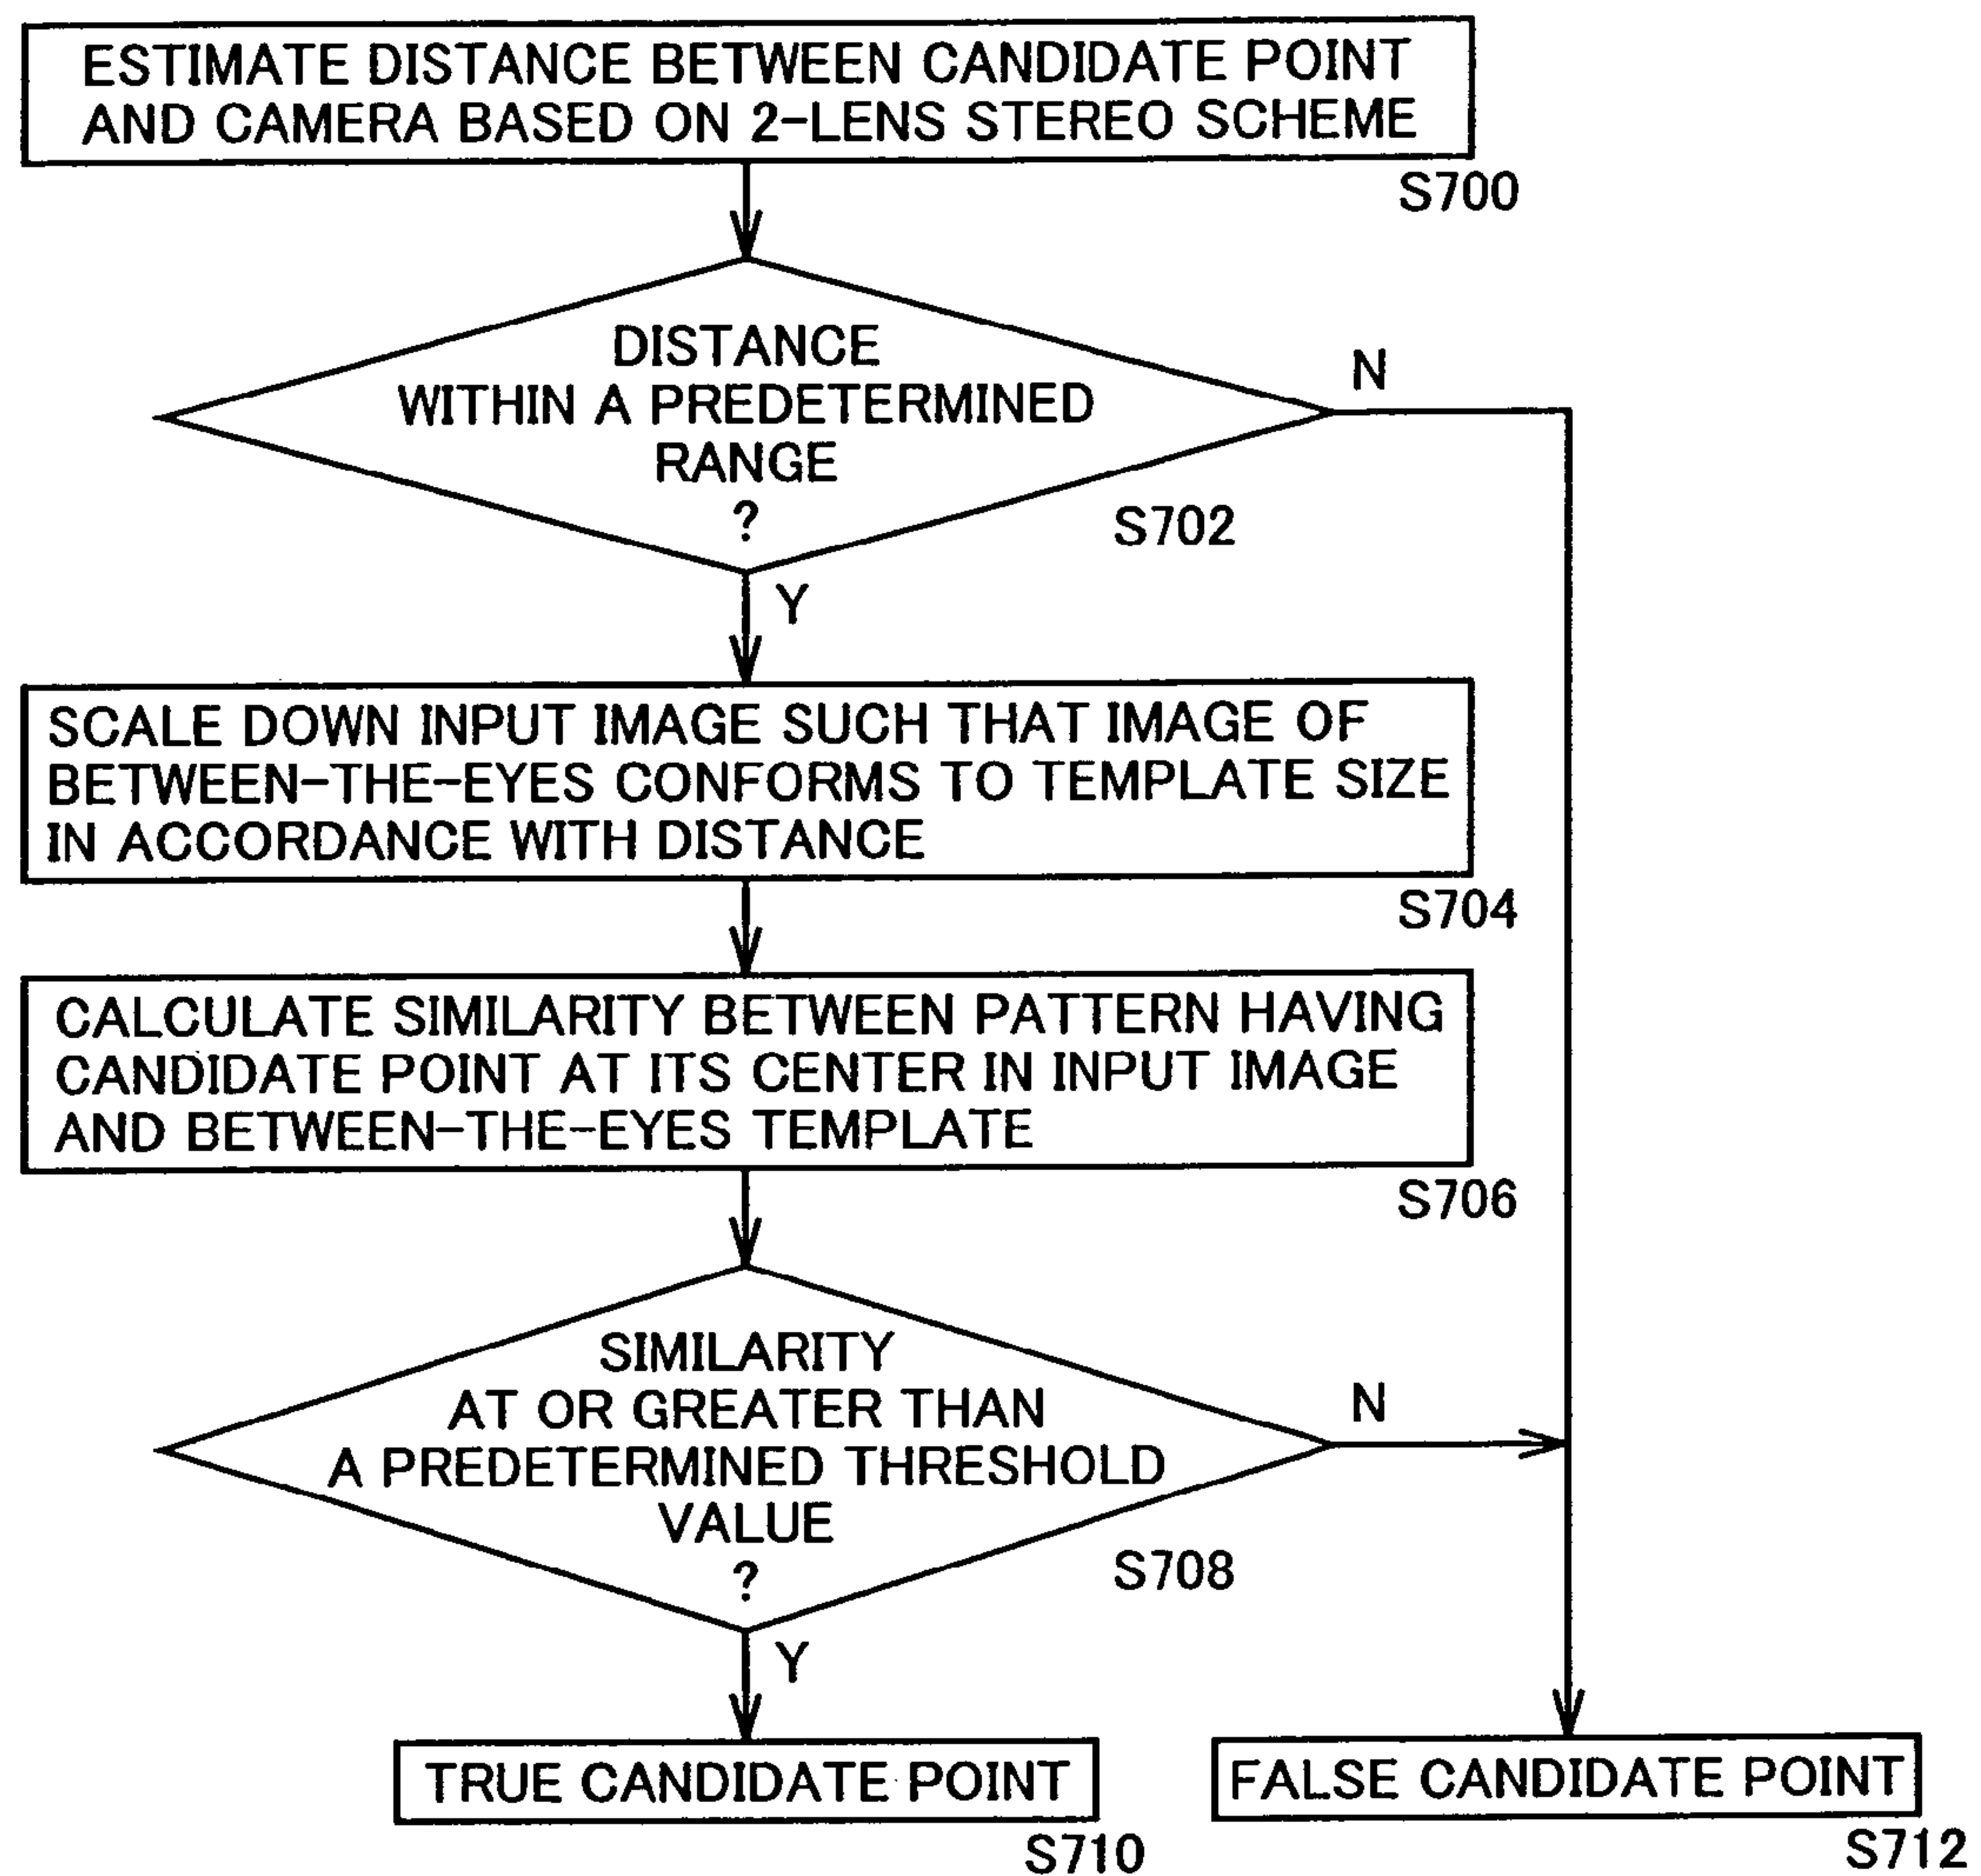 ESTIMATE DISTANCE BETWEEN CANDIDATE POINT
AND CAMERA BASED ON 2-LENS STEREO SCHEME
S700
DISTANCE
WITHIN A PREDETERMINED
RANGE
?
N
S702
Y
SCALE DOWN INPUT IMAGE SUCH THAT IMAGE OF
BETWEEN-THE-EYES CONFORMS TO TEMPLATE SIZE
IN ACCORDANCE WITH DISTANCE
S704
CALCULATE SIMILARITY BETWEEN PATTERN HAVING
CANDIDATE POINT AT ITS CENTER IN INPUT IMAGE
AND BETWEEN-THE-EYES TEMPLATE
S706
SIMILARITY
AT OR GREATER THAN
A PREDETERMINED THRESHOLD
VALUE
?
N
S708
Y
TRUE CANDIDATE POINT
S710
FALSE CANDIDATE POINT
S712